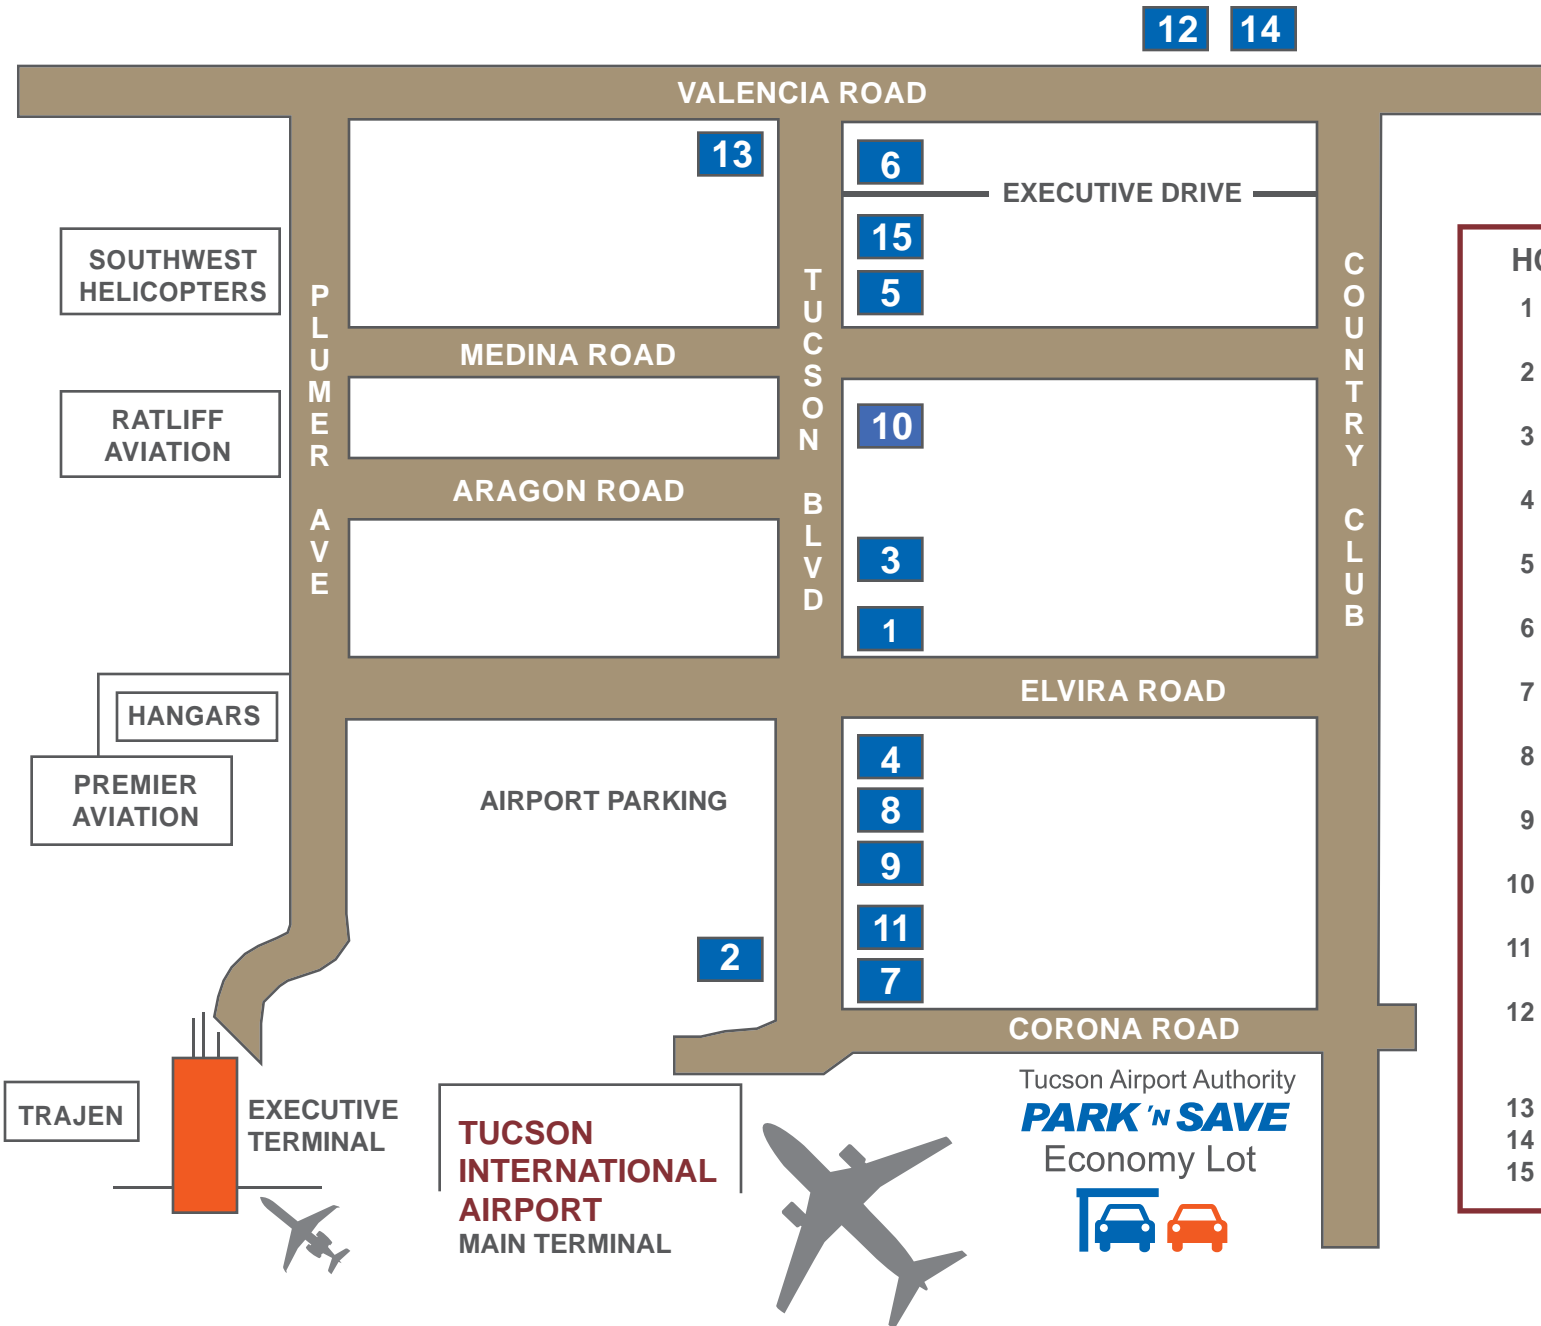 12 14
VALENCIA ROAD
13
6
EXECUTIVE DRIVE
15
5
SOUTHWEST
HELICOPTERS
PLUMER AVE
TUCSON BLVD
COUNTRY CLUB
MEDINA ROAD
RATLIFF
AVIATION
10
ARAGON ROAD
3
1
ELVIRA ROAD
HANGARS
PREMIER
AVIATION
AIRPORT PARKING
4
8
9
11
2
7
CORONA ROAD
TRAJEN
EXECUTIVE
TERMINAL
TUCSON
INTERNATIONAL
AIRPORT
MAIN TERMINAL
Tucson Airport Authority
PARK 'N SAVE
Economy Lot
1
2
3
4
5
6
7
8
9
10
11
12
13
14
15